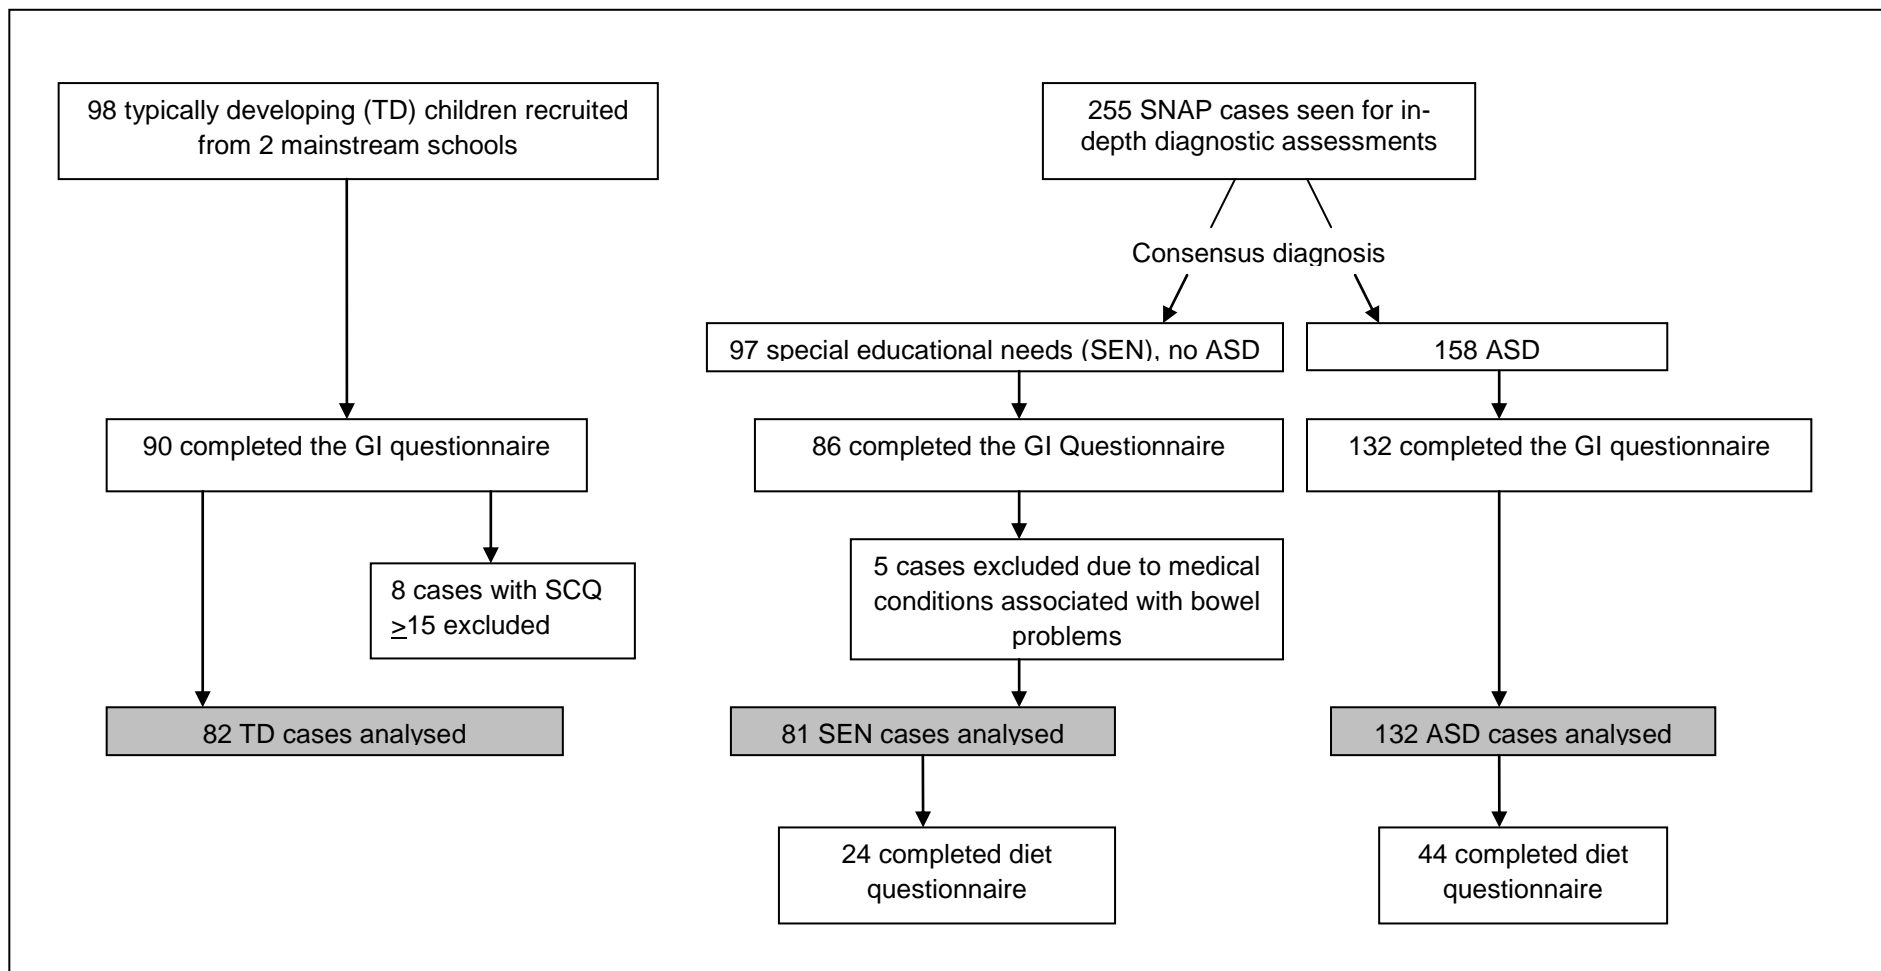 98 typically developing (TD) children recruited
from 2 mainstream schools
255 SNAP cases seen for in-
depth diagnostic assessments
Consensus diagnosis
97 special educational needs (SEN), no ASD
158 ASD
90 completed the GI questionnaire
86 completed the GI Questionnaire
132 completed the GI questionnaire
8 cases with SCQ
≥15 excluded
5 cases excluded due to medical
conditions associated with bowel
problems
82 TD cases analysed
81 SEN cases analysed
132 ASD cases analysed
24 completed diet
questionnaire
44 completed diet
questionnaire